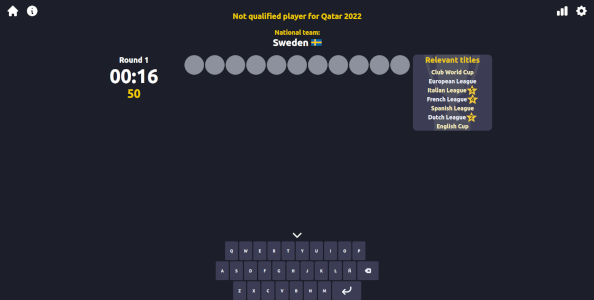 Not qualified player for Qatar 2022
National team:
Sweden
Round 1
00:16
50
Relevant titles
Club World Cup
European League
Italian League
French League
Spanish League
Dutch League
English Cup
Q W E R T Y U I O P
A S D F G H J K L Ñ
Z X C V B N M